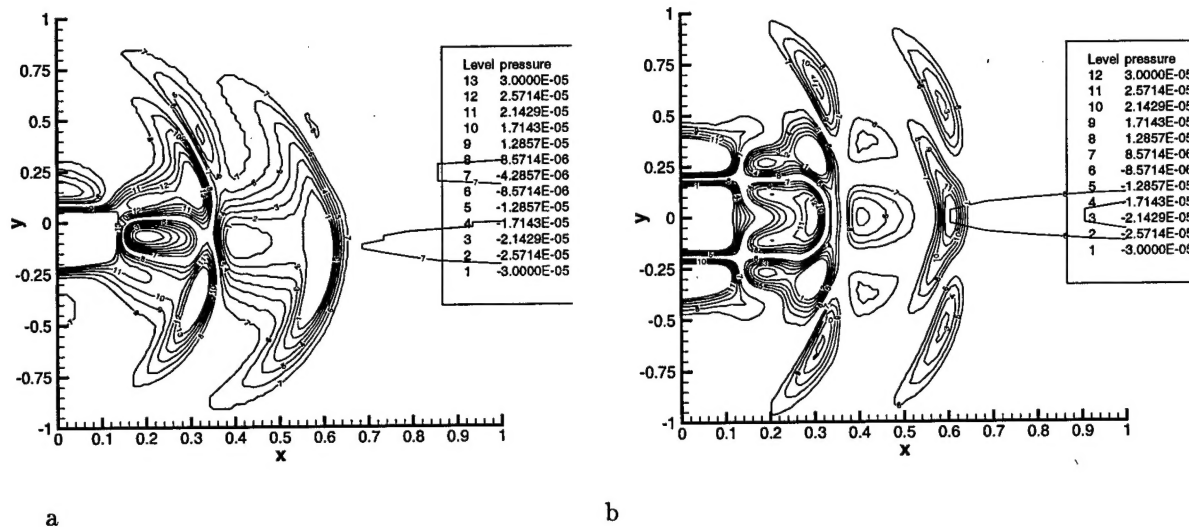 1
0.75
0.5
0.25
0
-0.25
-0.5
-0.75
-1
y
0 0.1 0.2 0.3 0.4 0.5 0.6 0.7 0.8 0.9 1
x
Level pressure
13 3.0000E-05
12 2.5714E-05
11 2.1429E-05
10 1.7143E-05
9 1.2857E-05
8 8.5714E-06
7 -4.2857E-06
6 -8.5714E-06
5 -1.2857E-05
4 -1.7143E-05
3 -2.1429E-05
2 -2.5714E-05
1 -3.0000E-05
a
1
0.75
0.5
0.25
0
-0.25
-0.5
-0.75
-1
y
0 0.1 0.2 0.3 0.4 0.5 0.6 0.7 0.8 0.9 1
x
Level pressure
12 3.0000E-05
11 2.5714E-05
10 2.1429E-05
9 1.7143E-05
8 1.2857E-05
7 8.5714E-06
6 -8.5714E-06
5 -1.2857E-05
4 -1.7143E-05
3 -2.1429E-05
2 -2.5714E-05
1 -3.0000E-05
b